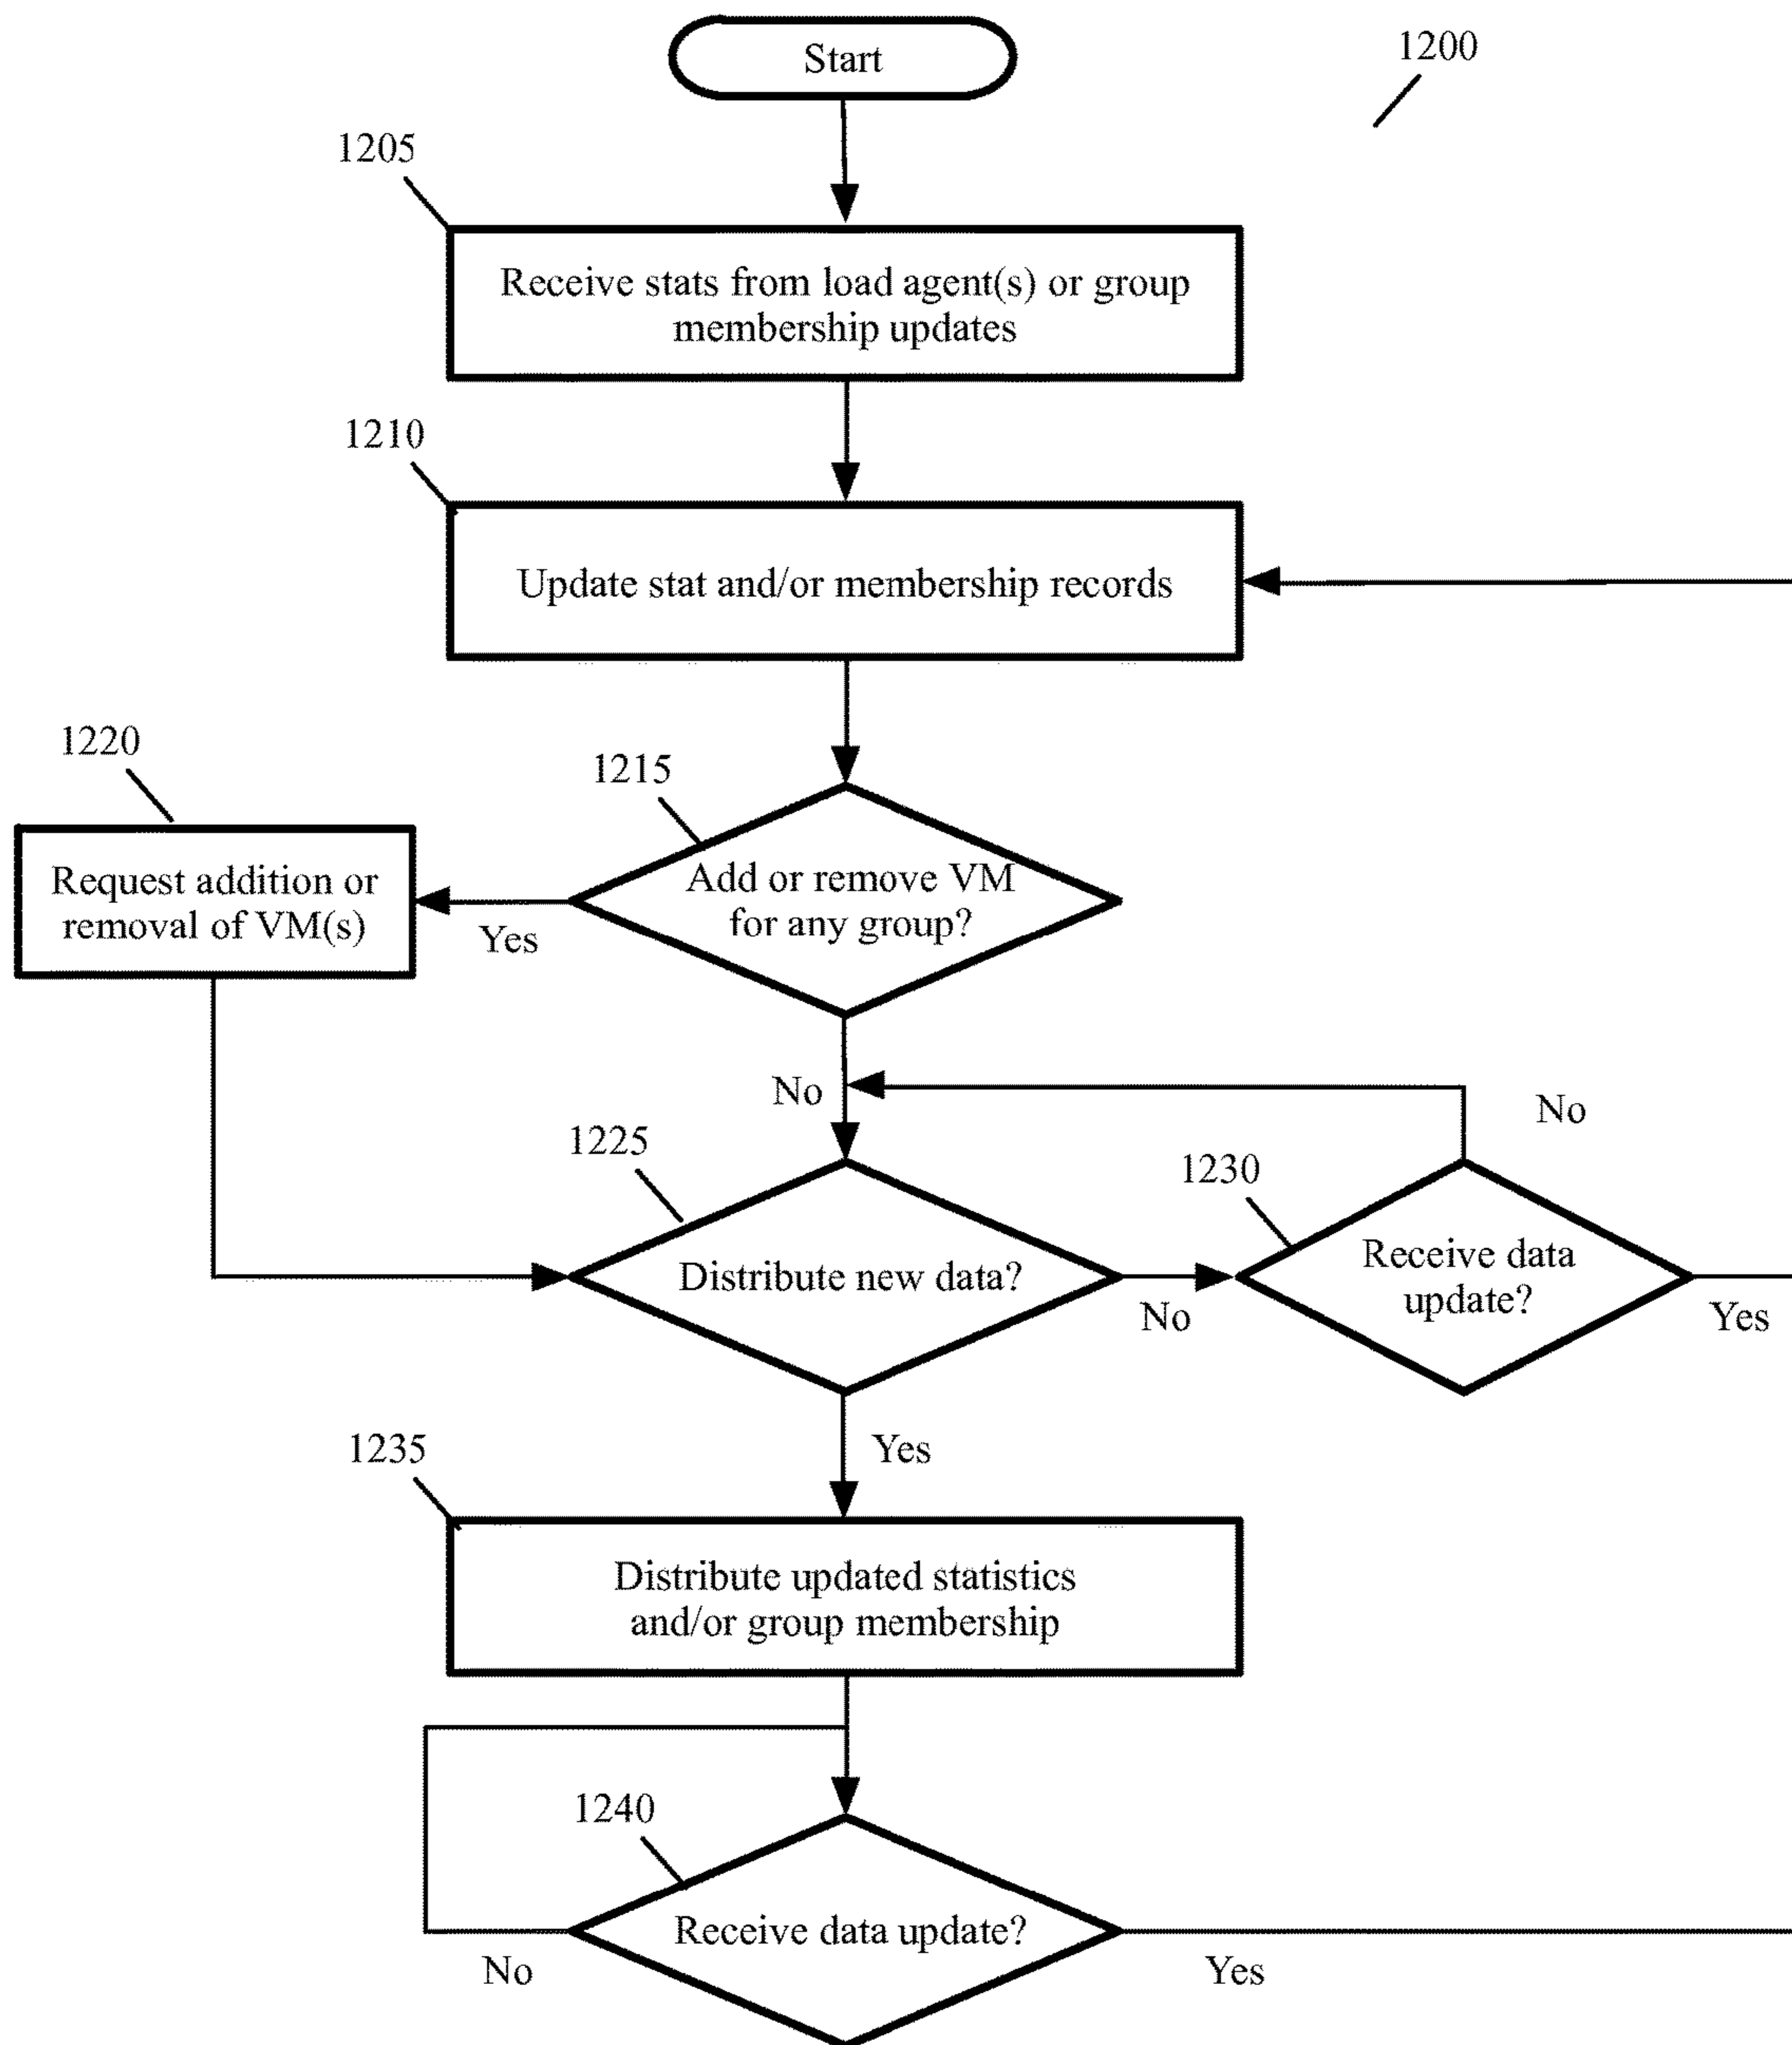 Start
1200
1205
Receive stats from load agent(s) or group
membership updates
1210
Update stat and/or membership records
1220
1215
Request addition or
removal of VM(s)
Add or remove VM
for any group?
Yes
No
No
1225
1230
Distribute new data?
Receive data
update?
No
Yes
Yes
1235
Distribute updated statistics
and/or group membership
1240
Receive data update?
No
Yes